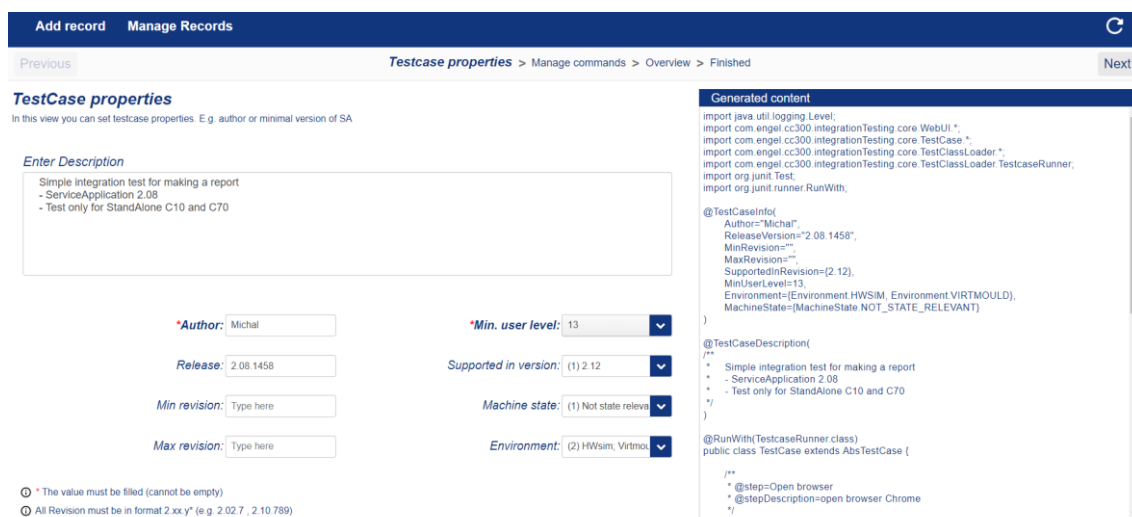 Add record Manage Records
Previous Testcase properties > Manage commands > Overview > Finished Next
TestCase properties
In this view you can set testcase properties. E.g. author or minimal version of SA
Enter Description
Simple integration test for making a report
- ServiceApplication 2.08
- Test only for StandAlone C10 and C70
*Author: Michal *Min. user level: 13
Release: 2.08.1458 Supported in version: (1) 2.12
Min revision: Type here Machine state: (1) Not state releva
Max revision: Type here Environment: (2) HWsim; Virtmou
* The value must be filled (cannot be empty)
All Revision must be in format 2.xx.y* (e.g. 2.02.7 , 2.10.789)
Generated content
import java.util.logging.Level;
import com.engel.cc300.integrationTesting.core.WebUI.*;
import com.engel.cc300.integrationTesting.core.TestCase.*;
import com.engel.cc300.integrationTesting.core.TestClassLoader.*;
import com.engel.cc300.integrationTesting.core.TestClassLoader.TestcaseRunner;
import org.junit.Test;
import org.junit.runner.RunWith;
@TestCaseInfo(
Author="Michal",
ReleaseVersion="2.08.1458",
MinRevision="",
MaxRevision="",
SupportedInRevision={2.12},
MinUserLevel=13,
Environment={Environment.HWSIM, Environment.VIRTMOULD},
MachineState={MachineState.NOT_STATE_RELEVANT}
)
@TestCaseDescription(
/**
* Simple integration test for making a report
* - ServiceApplication 2.08
* - Test only for StandAlone C10 and C70
*/
)
@RunWith(TestcaseRunner.class)
public class TestCase extends AbsTestCase {
/**
* @step=Open browser
* @stepDescription=open browser Chrome
*/